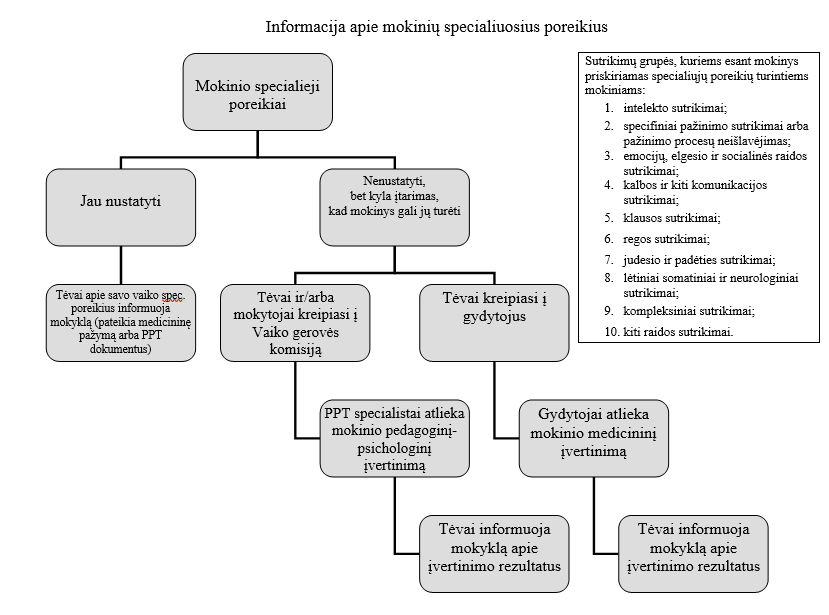 Informacija apie mokinių specialiuosius poreikius
Mokinio specialieji
poreikiai
Jau nustatyti
Nenustatyti,
bet kyla įtarimas,
kad mokinys gali jų turėti
Tėvai apie savo vaiko spec.
poreikius informuoja
mokyklą (pateikia medicininę
pažymą arba PPT
dokumentus)
Tėvai ir/arba
mokytojai kreipiasi į
Vaiko gerovės
komisiją
Tėvai kreipiasi į
gydytojus
PPT specialistai atlieka
mokinio pedagoginį-
psichologinį
įvertinimą
Gydytojai atlieka
mokinio medicininį
įvertinimą
Tėvai informuoja
mokyklą apie
įvertinimo rezultatus
Tėvai informuoja
mokyklą apie
įvertinimo rezultatus
Sutrikimų grupės, kuriems esant mokinys
priskiriamas specialiųjų poreikių turintiems
mokiniams:
1. intelekto sutrikimai;
2. specifiniai pažinimo sutrikimai arba
pažinimo procesų neišlavėjimas;
3. emocijų, elgesio ir socialinės raidos
sutrikimai;
4. kalbos ir kiti komunikacijos
sutrikimai;
5. klausos sutrikimai;
6. regos sutrikimai;
7. judesio ir padėties sutrikimai;
8. lėtiniai somatiniai ir neurologiniai
sutrikimai;
9. kompleksiniai sutrikimai;
10. kiti raidos sutrikimai.